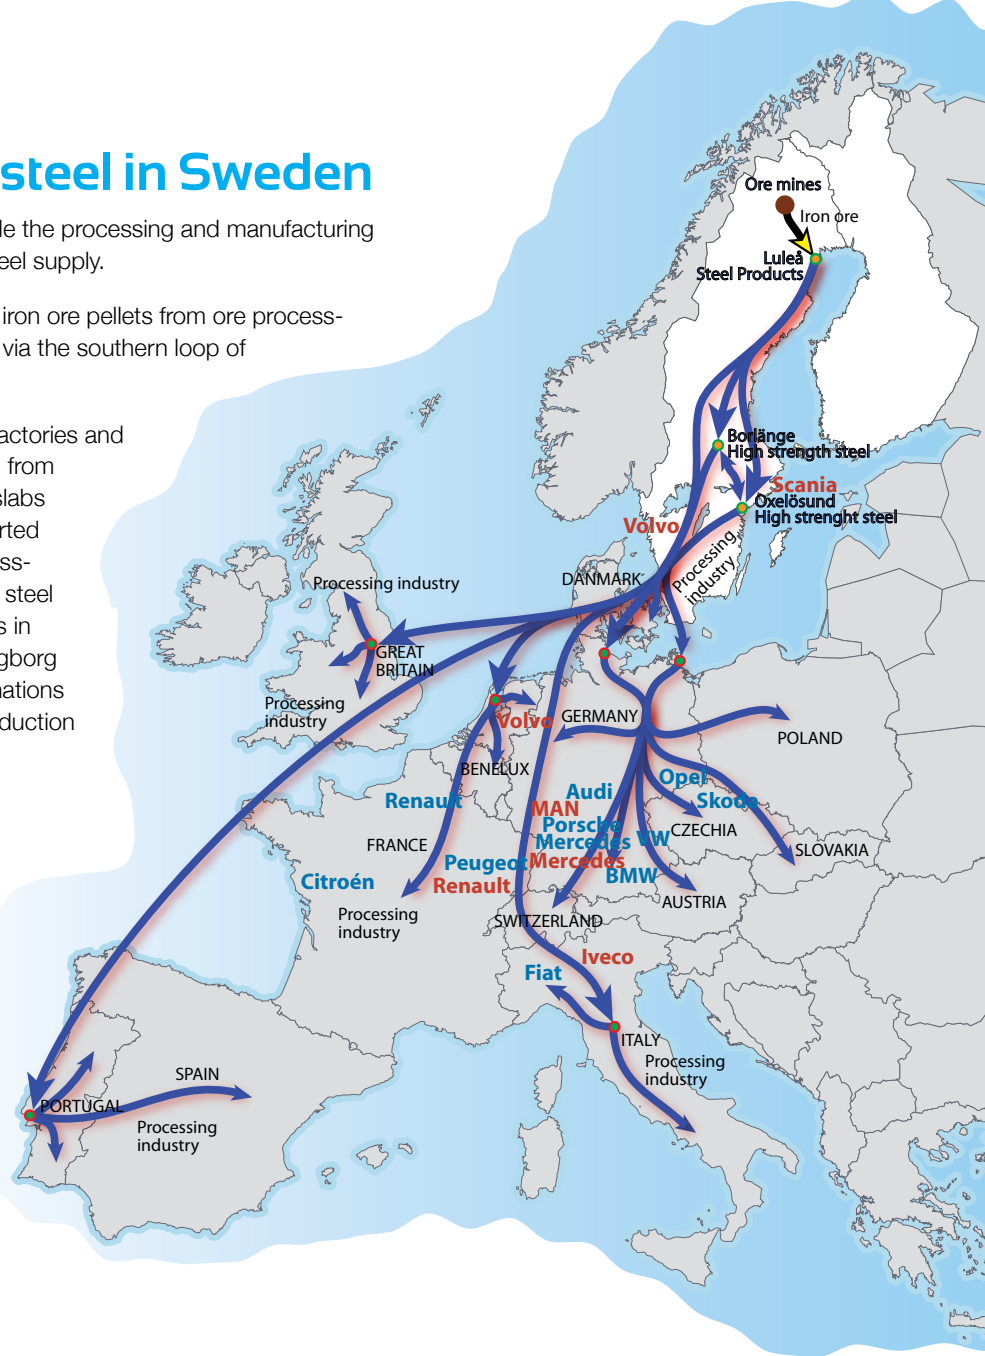 steel in Sweden
le the processing and manufacturing
eel supply.
iron ore pellets from ore process-
via the southern loop of
actories and
from
slabs
rted
ss-
steel
s in
gborg
nations
duction
Ore mines
Iron ore
Luleå
Steel Products
Borlänge
High strength steel
Scania
Oxelösund
High strenght steel
Volvo
Processing
industry
DANMARK
Processing industry
GREAT
BRITAIN
Processing
industry
Volvo
GERMANY
POLAND
BENELUX
Renault
Audi
Opel
Skoda
MAN
Porsche
Mercedes
VW
CZECHIA
FRANCE
SLOVAKIA
Peugeot
Mercedes
Citroén
Renault
BMW
AUSTRIA
Processing
industry
SWITZERLAND
Iveco
Fiat
ITALY
Processing
industry
SPAIN
PORTUGAL
Processing
industry